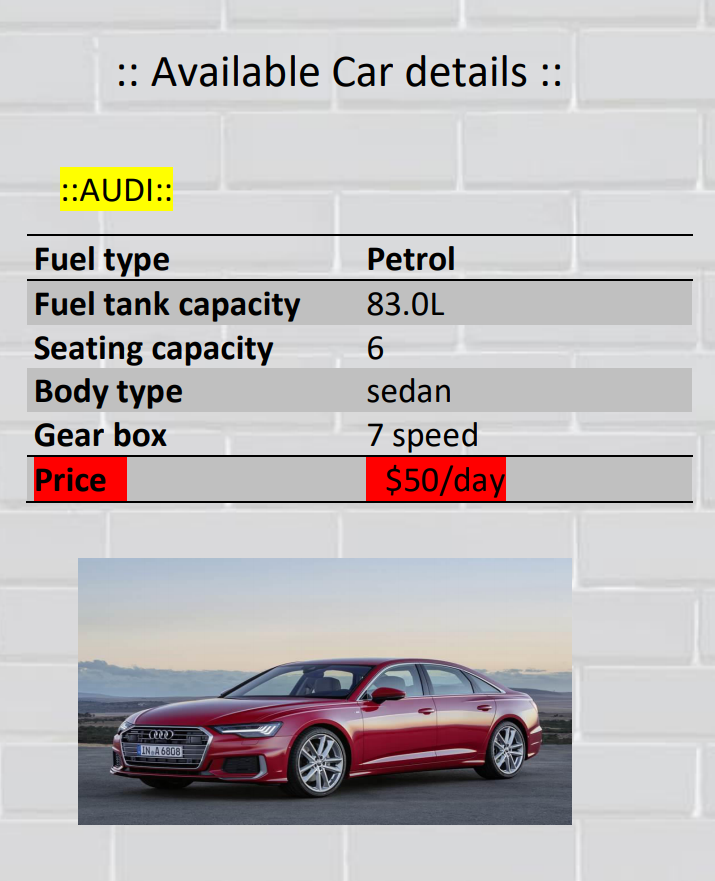 :: Available Car details ::
::AUDI::
Fuel type Petrol
Fuel tank capacity 83.0L
Seating capacity 6
Body type sedan
Gear box 7 speed
Price $50/day
IN A 6808